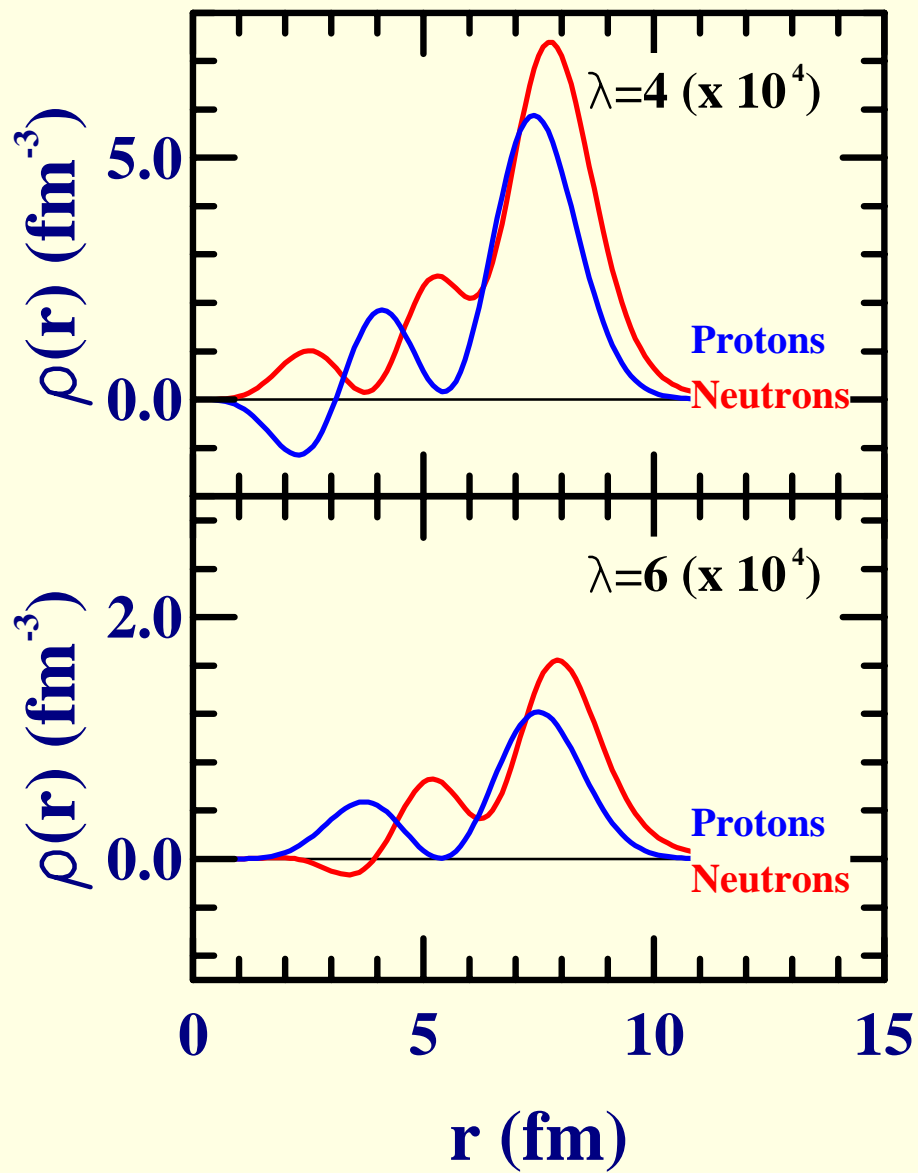 λ=4 (x 10⁴)
5.0
ρ(r) (fm⁻³)
Protons
Neutrons
0.0
λ=6 (x 10⁴)
2.0
ρ(r) (fm⁻³)
Protons
Neutrons
0.0
0 5 10 15
r (fm)